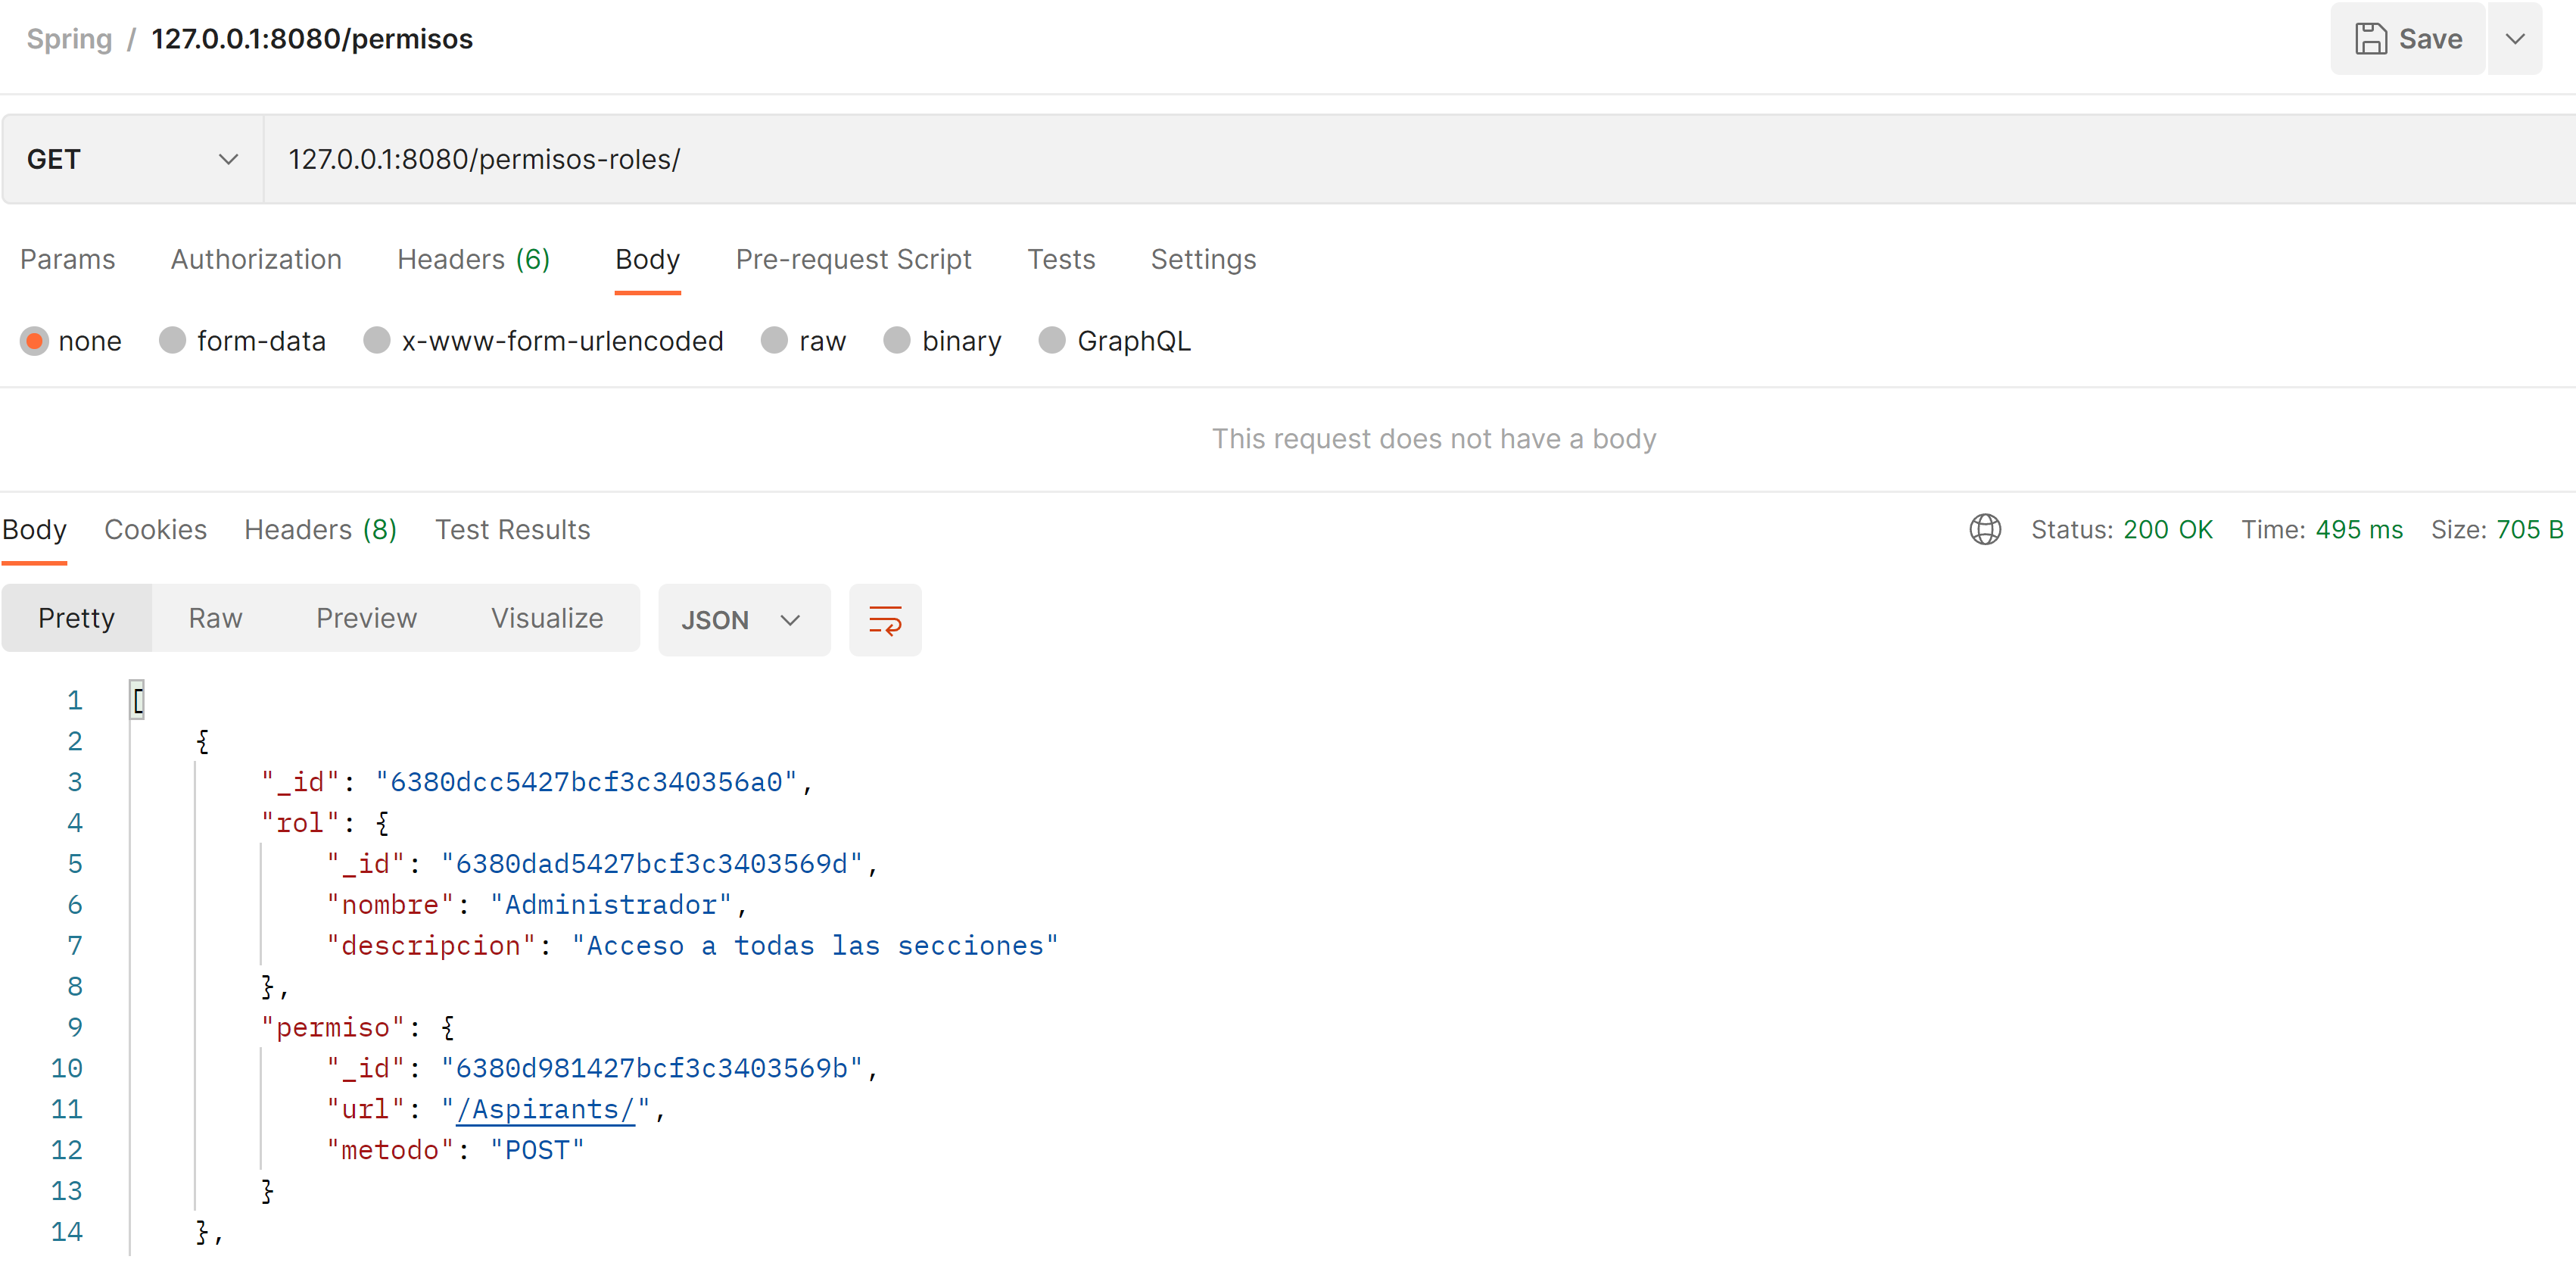 Spring / 127.0.0.1:8080/permisos
Save
GET 127.0.0.1:8080/permisos-roles/
Params Authorization Headers (6) Body Pre-request Script Tests Settings
none form-data x-www-form-urlencoded raw binary GraphQL
This request does not have a body
Body Cookies Headers (8) Test Results Status: 200 OK Time: 495 ms Size: 705 B
Pretty Raw Preview Visualize JSON
1 [
2 {
3 "_id": "6380dcc5427bcf3c340356a0",
4 "rol": {
5 "_id": "6380dad5427bcf3c3403569d",
6 "nombre": "Administrador",
7 "descripcion": "Acceso a todas las secciones"
8 },
9 "permiso": {
10 "_id": "6380d981427bcf3c3403569b",
11 "url": "/Aspirants/",
12 "metodo": "POST"
13 }
14 },